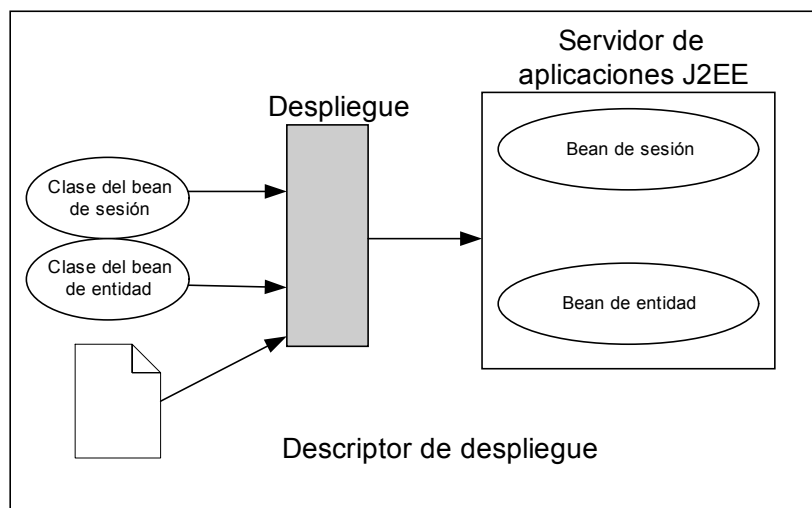 Servidor de
aplicaciones J2EE
Despliegue
Bean de sesión
Clase del bean
de sesión
Clase del bean
de entidad
Bean de entidad
Descriptor de despliegue